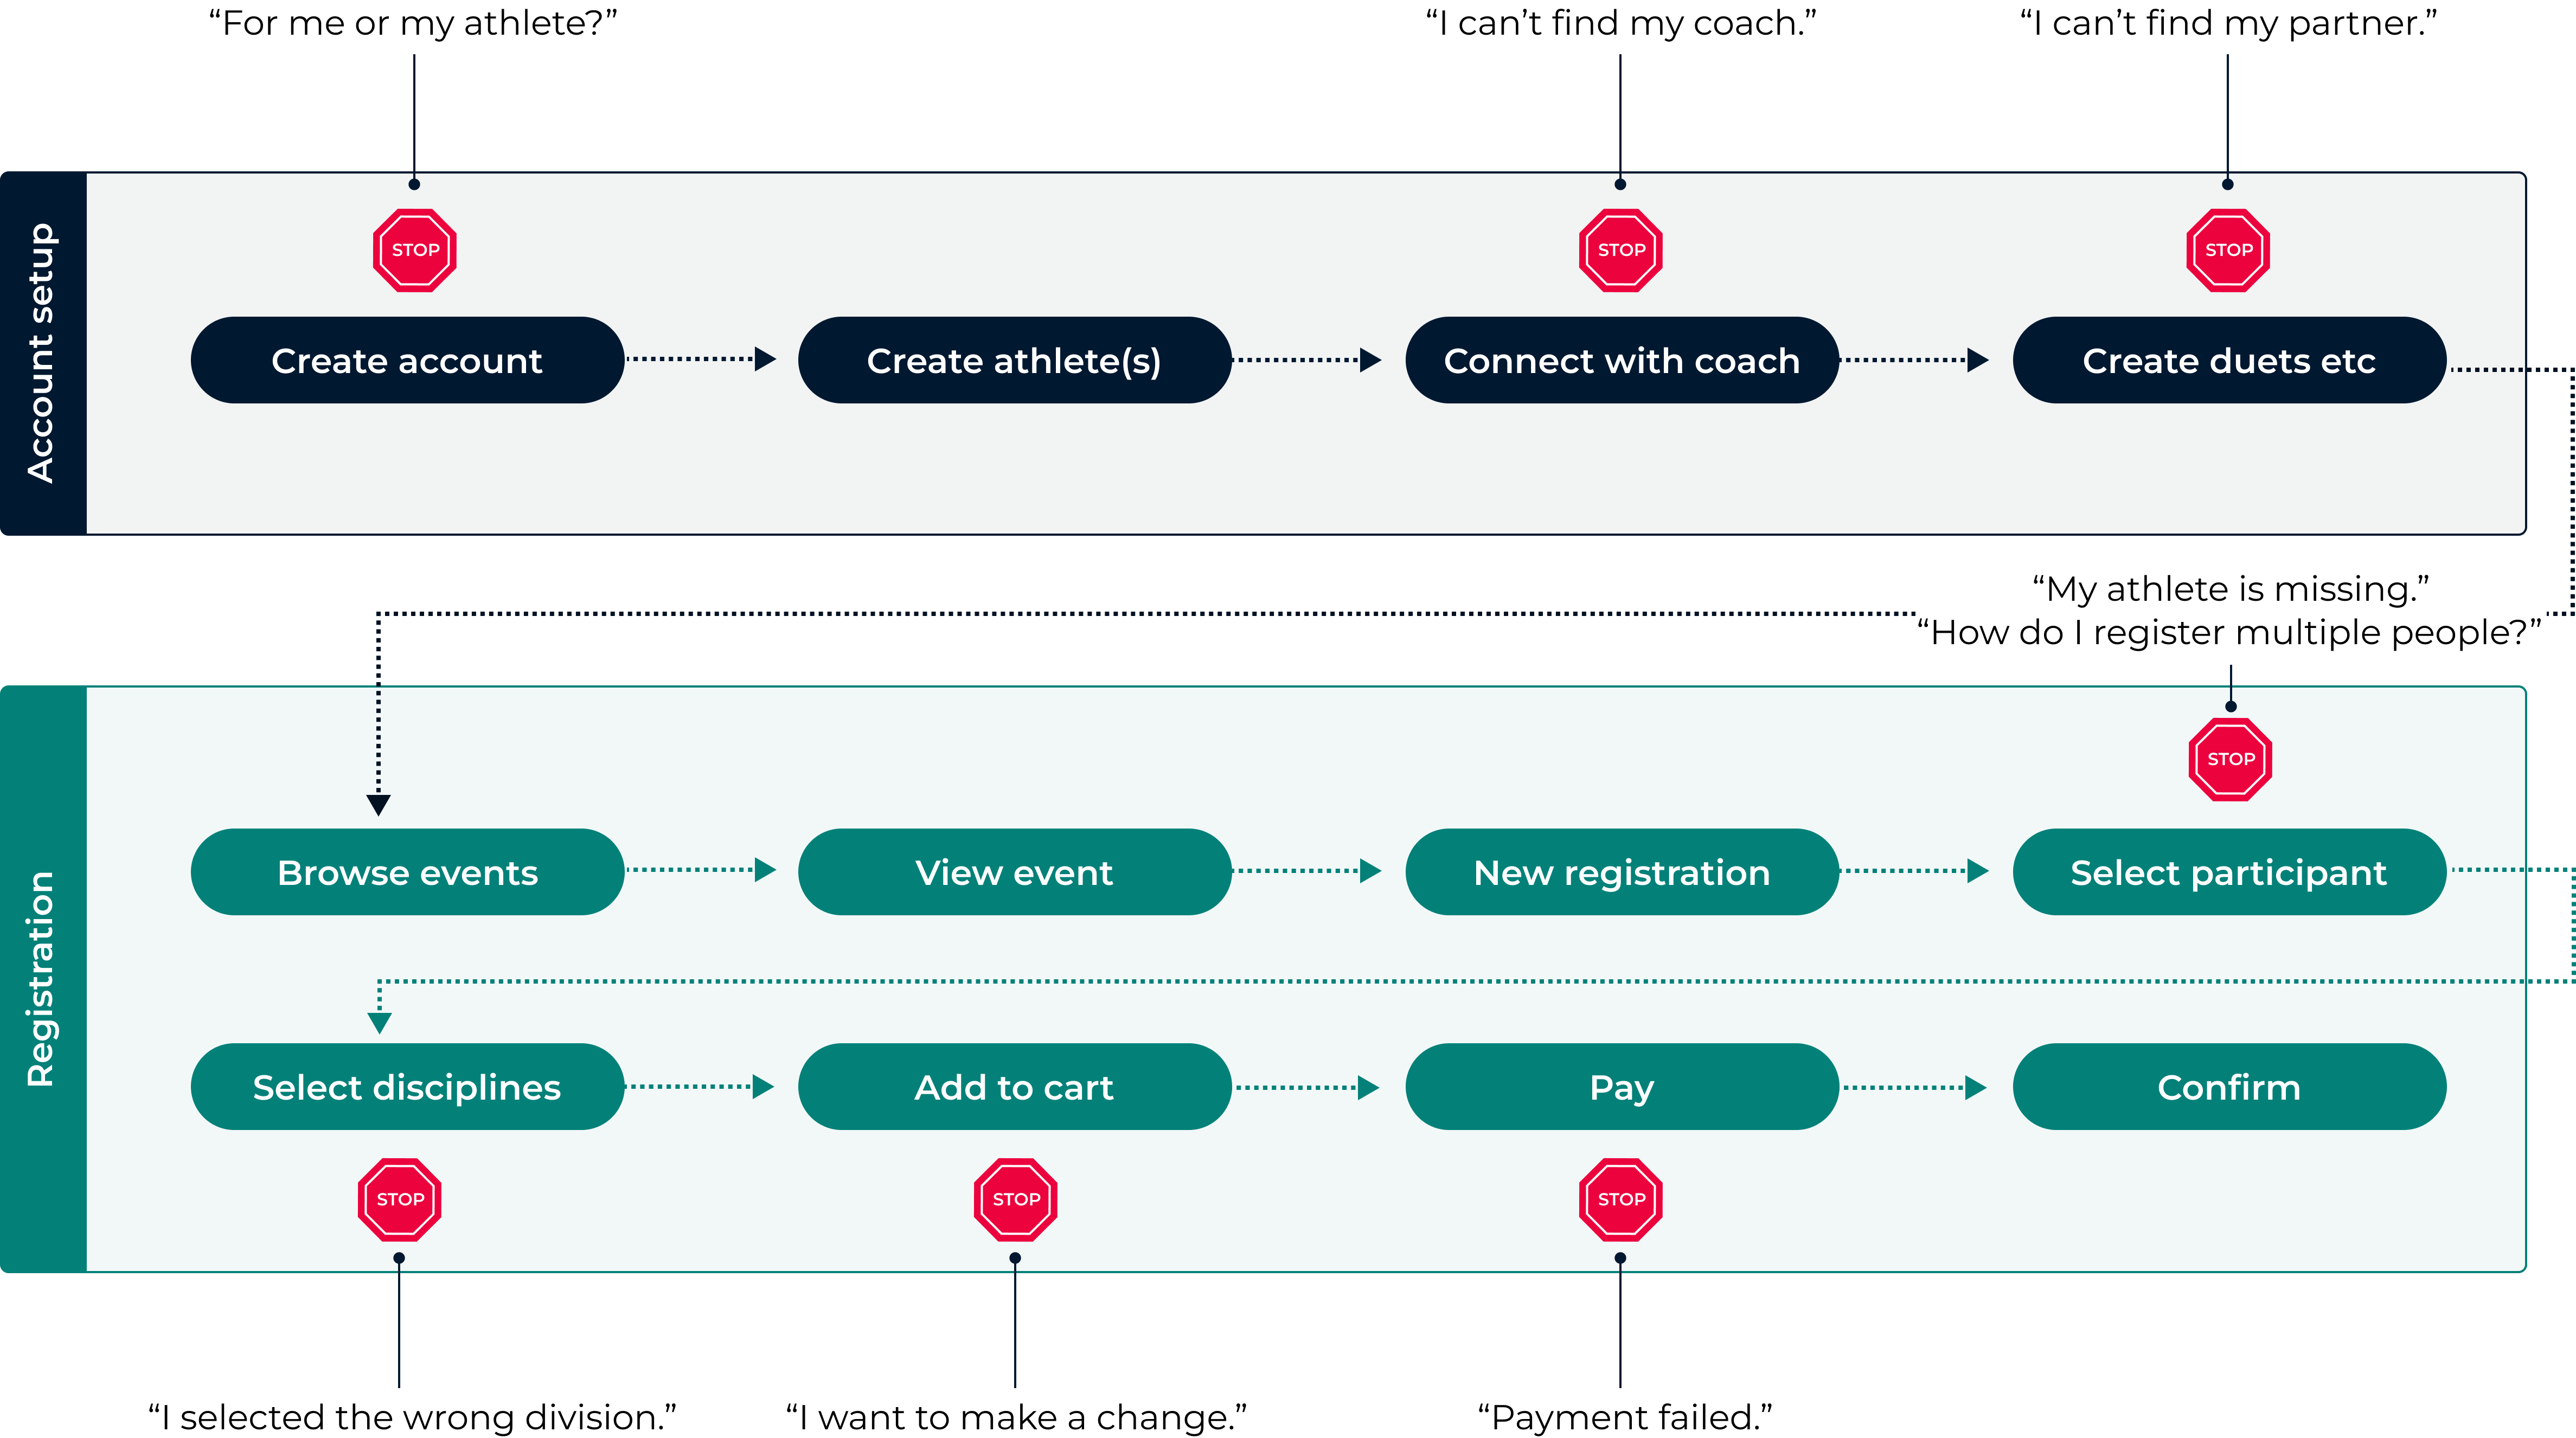 “For me or my athlete?”
“I can’t find my coach.”
“I can’t find my partner.”
Account setup
STOP
STOP
STOP
Create account
Create athlete(s)
Connect with coach
Create duets etc
“My athlete is missing.”
“How do I register multiple people?”
Registration
STOP
Browse events
View event
New registration
Select participant
Select disciplines
Add to cart
Pay
Confirm
STOP
STOP
STOP
“I selected the wrong division.”
“I want to make a change.”
“Payment failed.”